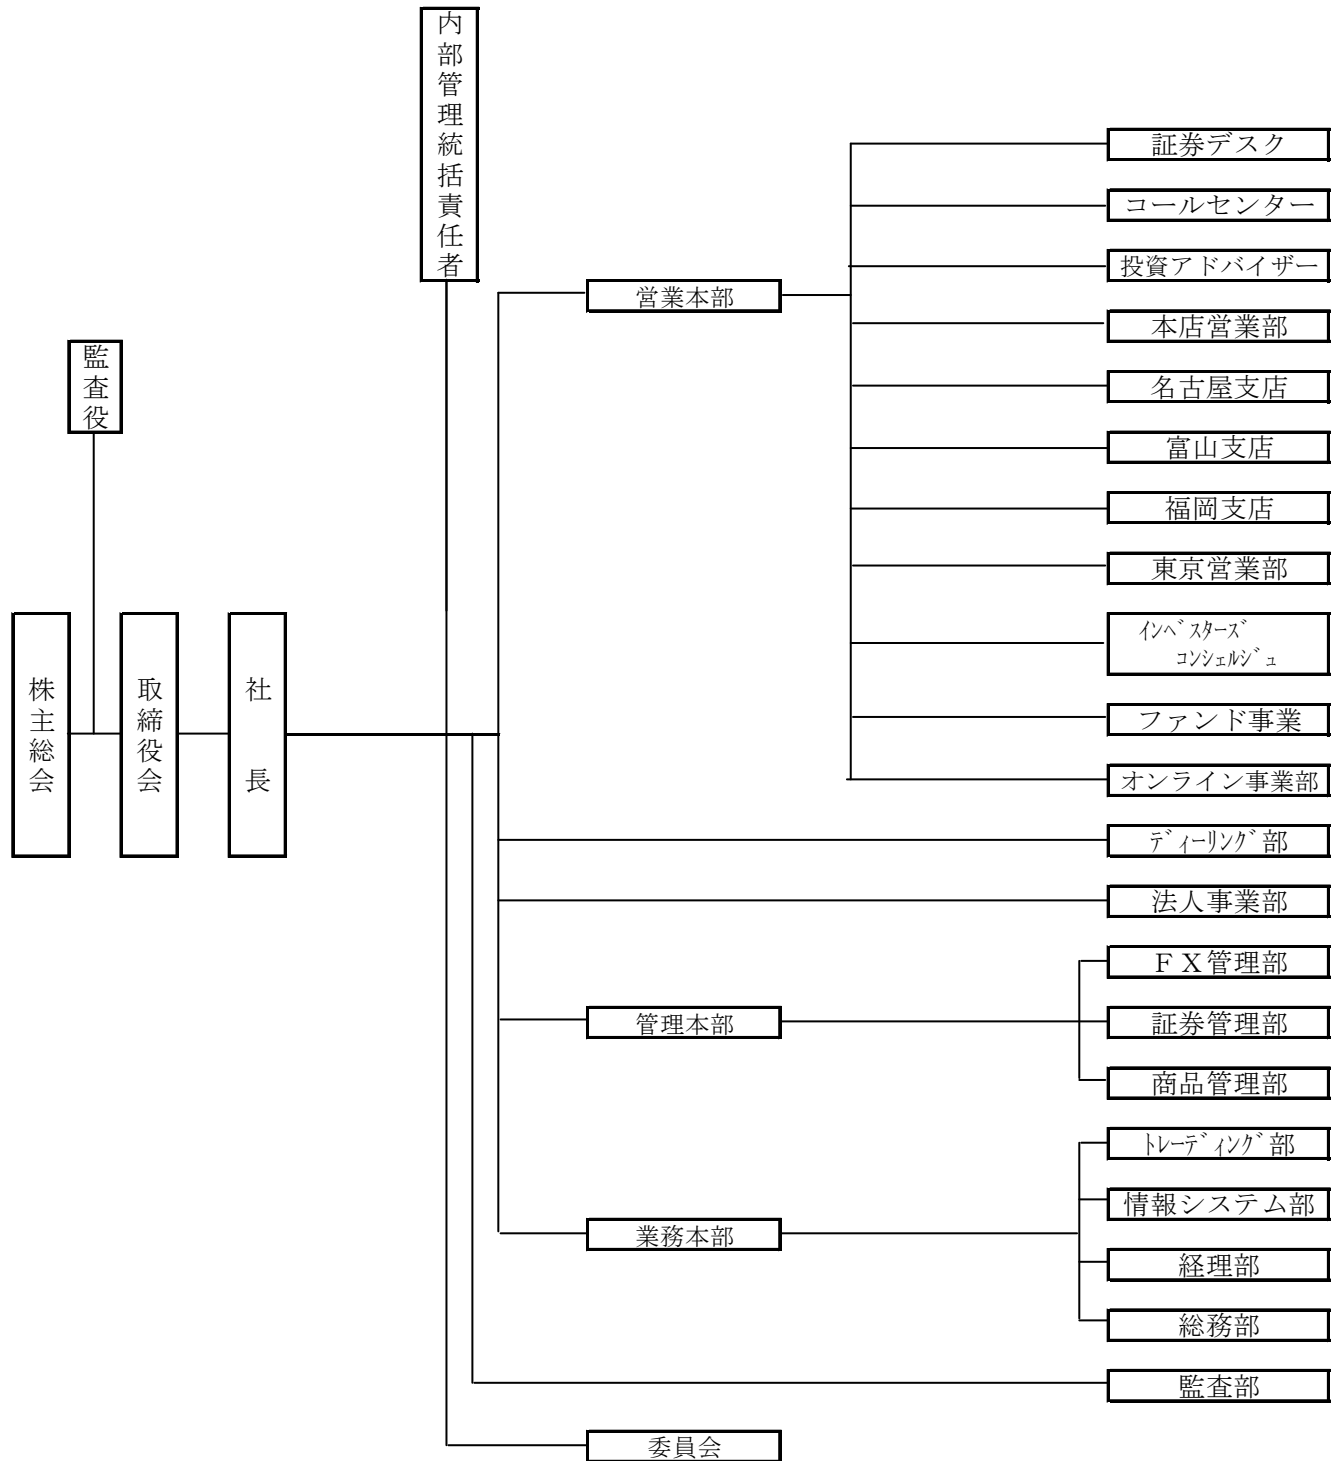 内部管理統括責任者
証券デスク
コールセンター
投資アドバイザー
営業本部
本店営業部
監査役
名古屋支店
富山支店
福岡支店
東京営業部
ｲﾝﾍﾞｽﾀｰｽﾞ
ｺﾝｼｪﾙｼﾞｭ
株主総会
取締役会
社長
ファンド事業
オンライン事業部
ﾃﾞｨｰﾘﾝｸﾞ部
法人事業部
ＦＸ管理部
管理本部
証券管理部
商品管理部
ﾄﾚｰﾃﾞｨﾝｸﾞ部
情報システム部
業務本部
経理部
総務部
監査部
委員会